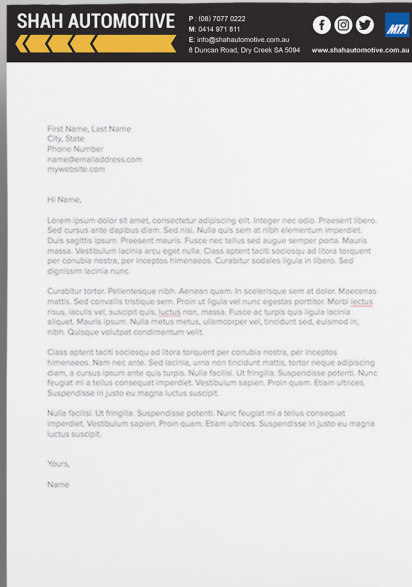 SHAH AUTOMOTIVE
P : (08) 7077 0222
M: 0414 971 811
E: info@shahautomotive.com.au
8 Duncan Road, Dry Creek SA 5094
www.shahautomotive.com.au
MTA
First Name, Last Name
City, State
Phone Number
name@emailaddress.com
mywebsite.com
Hi Name,
Lorem ipsum dolor sit amet, consectetur adipiscing elit. Integer nec odio. Praesent libero.
Sed cursus ante dapibus diam. Sed nisi. Nulla quis sem at nibh elementum imperdiet.
Duis sagittis ipsum. Praesent mauris. Fusce nec tellus sed augue semper porta. Mauris
massa. Vestibulum lacinia arcu eget nulla. Class aptent taciti sociosqu ad litora torquent
per conubia nostra, per inceptos himenaeos. Curabitur sodales ligula in libero. Sed
dignissim lacinia nunc.
Curabitur tortor. Pellentesque nibh. Aenean quam. In scelerisque sem at dolor. Maecenas
mattis. Sed convallis tristique sem. Proin ut ligula vel nunc egestas porttitor. Morbi lectus
risus, iaculis vel, suscipit quis, luctus non, massa. Fusce ac turpis quis ligula lacinia
aliquet. Mauris ipsum. Nulla metus metus, ullamcorper vel, tincidunt sed, euismod in,
nibh. Quisque volutpat condimentum velit.
Class aptent taciti sociosqu ad litora torquent per conubia nostra, per inceptos
himenaeos. Nam nec ante. Sed lacinia, urna non tincidunt mattis, tortor neque adipiscing
diam, a cursus ipsum ante quis turpis. Nulla facilisi. Ut fringilla. Suspendisse potenti. Nunc
feugiat mi a tellus consequat imperdiet. Vestibulum sapien. Proin quam. Etiam ultrices.
Suspendisse in justo eu magna luctus suscipit.
Nulla facilisi. Ut fringilla. Suspendisse potenti. Nunc feugiat mi a tellus consequat
imperdiet. Vestibulum sapien. Proin quam. Etiam ultrices. Suspendisse in justo eu magna
luctus suscipit.
Yours,
Name